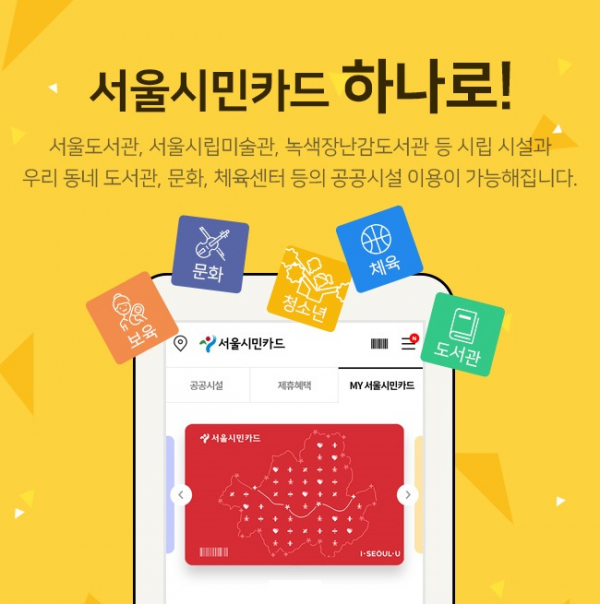 서울시민카드 하나로!
서울도서관, 서울시립미술관, 녹색장난감도서관 등 시립 시설과
우리 동네 도서관, 문화, 체육센터 등의 공공시설 이용이 가능해집니다.
보육
문화
청소년
체육
도서관
서울시민카드
N
공공시설
제휴혜택
MY 서울시민카드
서울시민카드
I·SEOUL·U